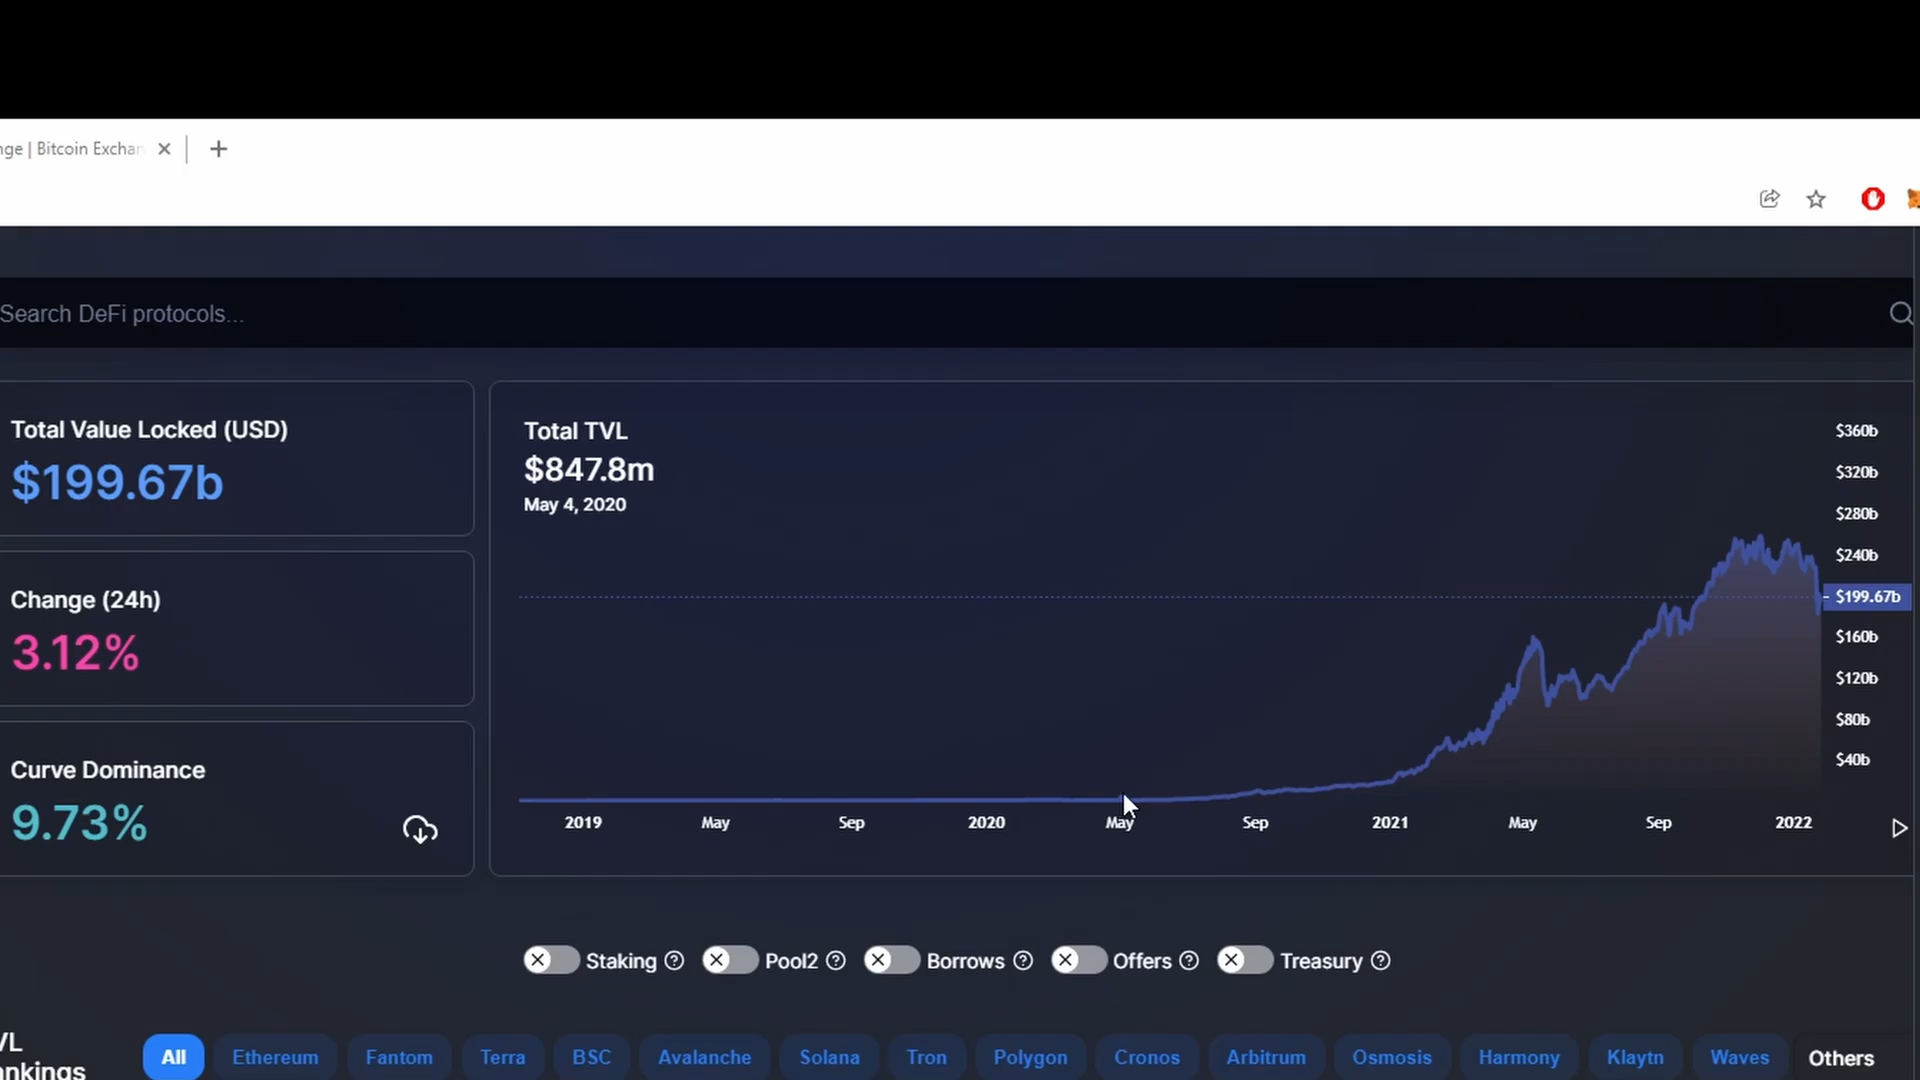 nge | Bitcoin Exchan
Search DeFi protocols...
Total Value Locked (USD)
$199.67b
Change (24h)
3.12%
Curve Dominance
9.73%
Total TVL
$847.8m
May 4, 2020
$360b
$320b
$280b
$240b
$199.67b
$160b
$120b
$80b
$40b
2019 May Sep 2020 May Sep 2021 May Sep 2022
Staking Pool2 Borrows Offers Treasury
VL
nkings
All Ethereum Fantom Terra BSC Avalanche Solana Tron Polygon Cronos Arbitrum Osmosis Harmony Klaytn Waves Others